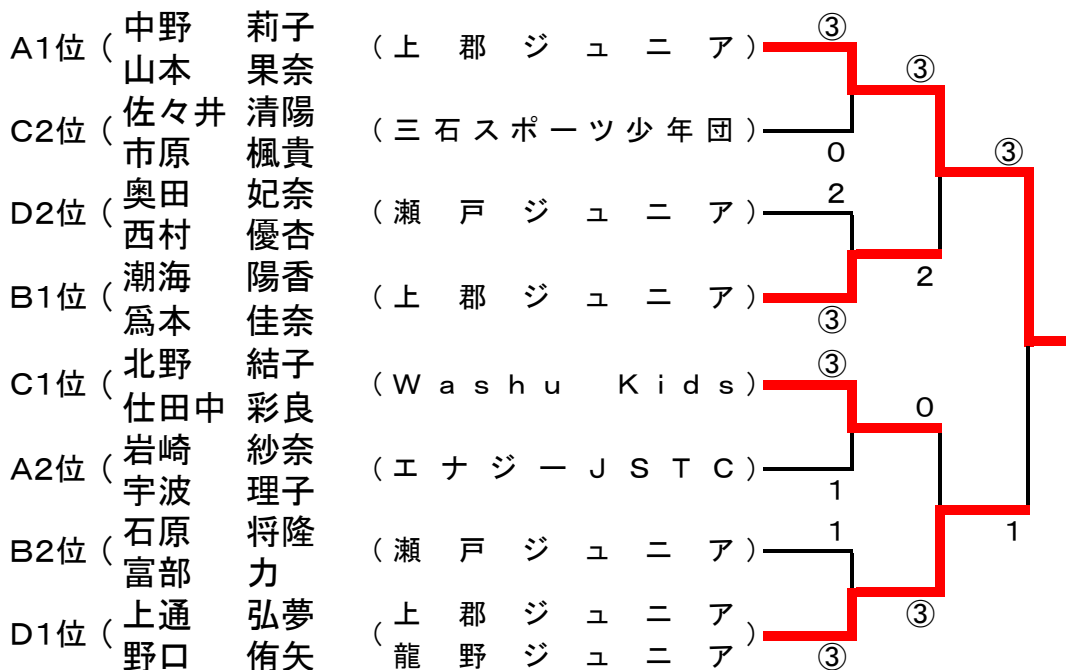 中野 莉子 ③
A1位 ( (上郡ジュニア)
山本 果奈 ③
佐々井 清陽
C2位 ( (三石スポーツ少年団)
市原 楓貴 0 ③
奥田 妃奈 2
D2位 ( (瀬戸ジュニア)
西村 優杏
潮海 陽香 2
B1位 ( (上郡ジュニア)
爲本 佳奈 ③
北野 結子 ③
C1位 ( (Washu Kids)
仕田中 彩良 0
岩崎 紗奈
A2位 ( (エナジーJSTC)
宇波 理子 1
石原 将隆 1 1
B2位 ( (瀬戸ジュニア)
富部 力
上通 弘夢 上郡ジュニア ③
D1位 ( ( )
野口 侑矢 龍野ジュニア ③